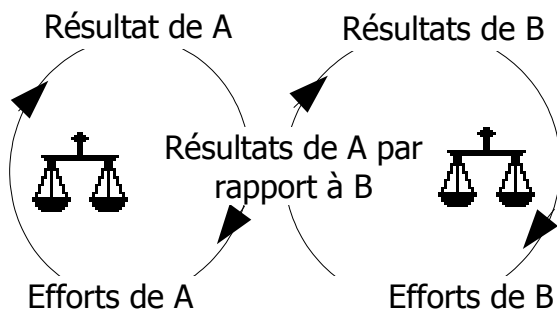 Résultat de A
Résultats de B
Résultats de A par
rapport à B
Efforts de A
Efforts de B